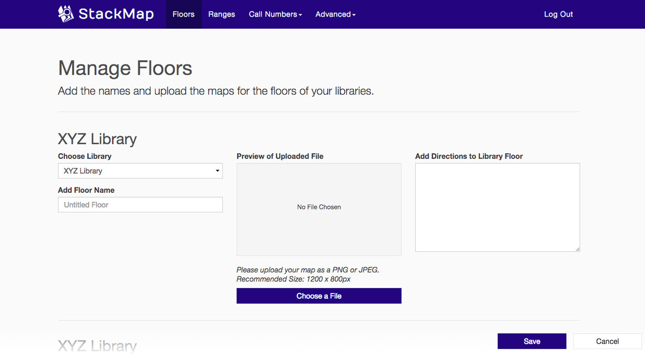 StackMap Floors Ranges Call Numbers Advanced Log Out
Manage Floors
Add the names and upload the maps for the floors of your libraries.
XYZ Library
Choose Library
XYZ Library
Add Floor Name
Untitled Floor
Preview of Uploaded File
No File Chosen
Please upload your map as a PNG or JPEG.
Recommended Size: 1200 x 800px
Choose a File
Add Directions to Library Floor
XYZ Library
Save Cancel